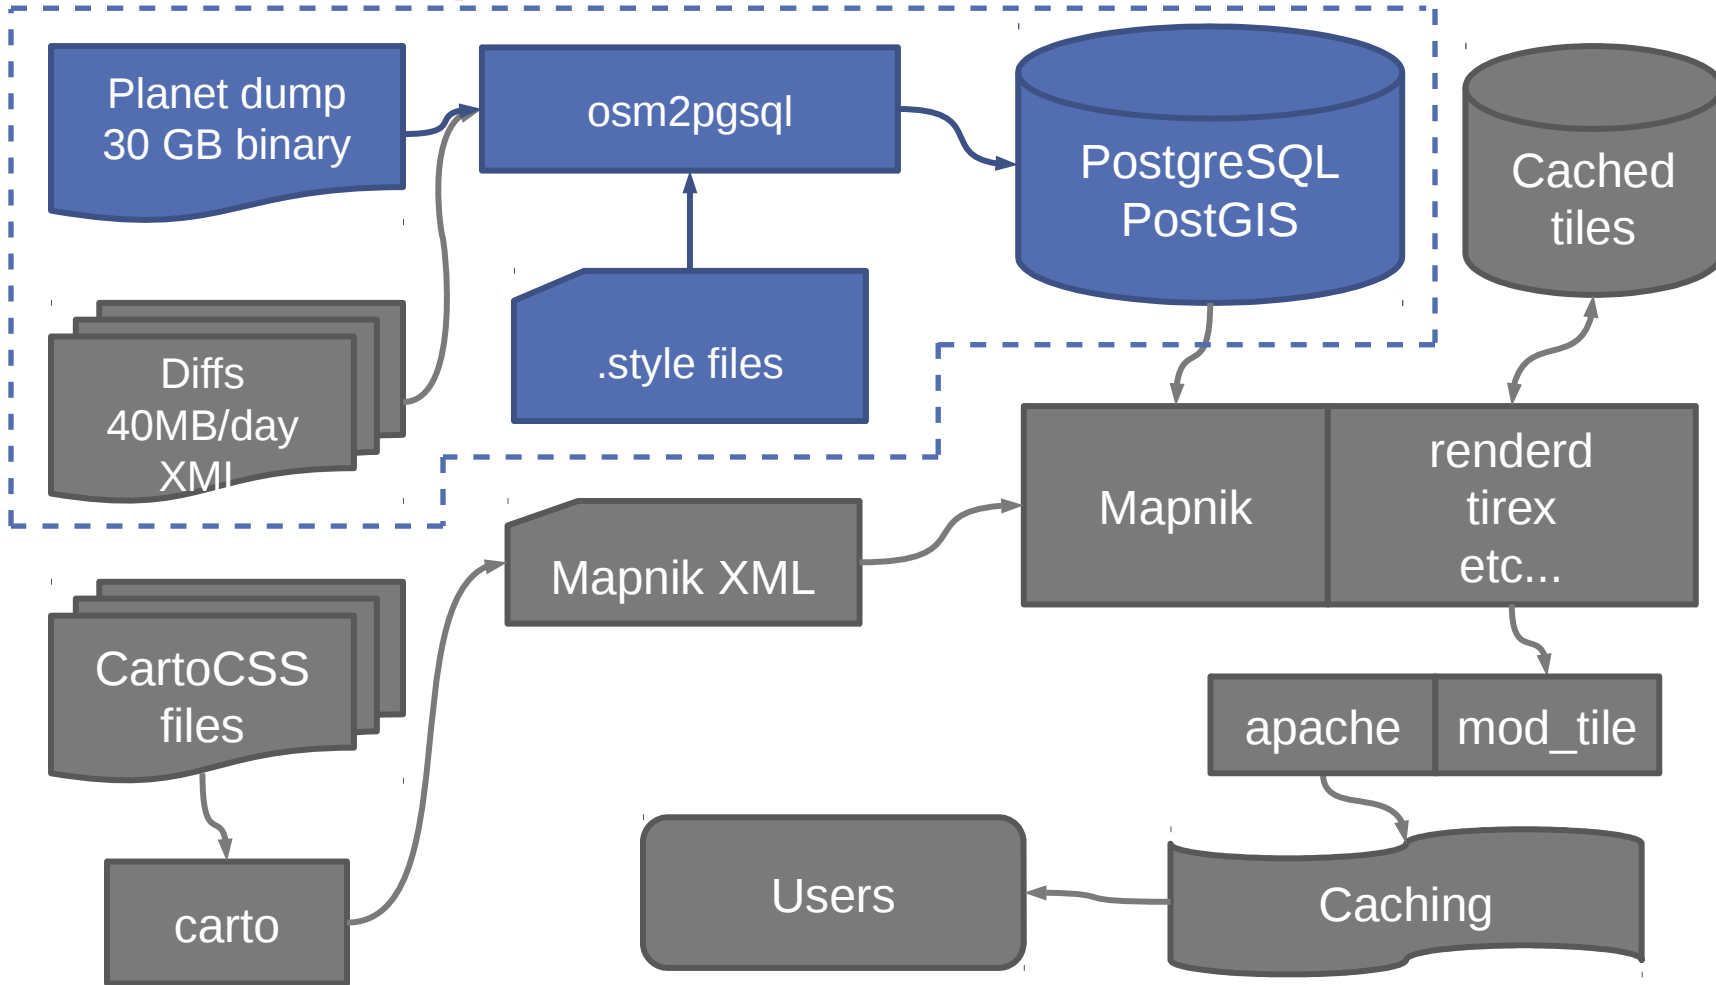 Planet dump
30 GB binary
osm2pgsql
PostgreSQL
PostGIS
Cached
tiles
.style files
Diffs
40MB/day
XML
Mapnik
renderd
tirex
etc...
Mapnik XML
CartoCSS
files
apache
mod_tile
carto
Users
Caching